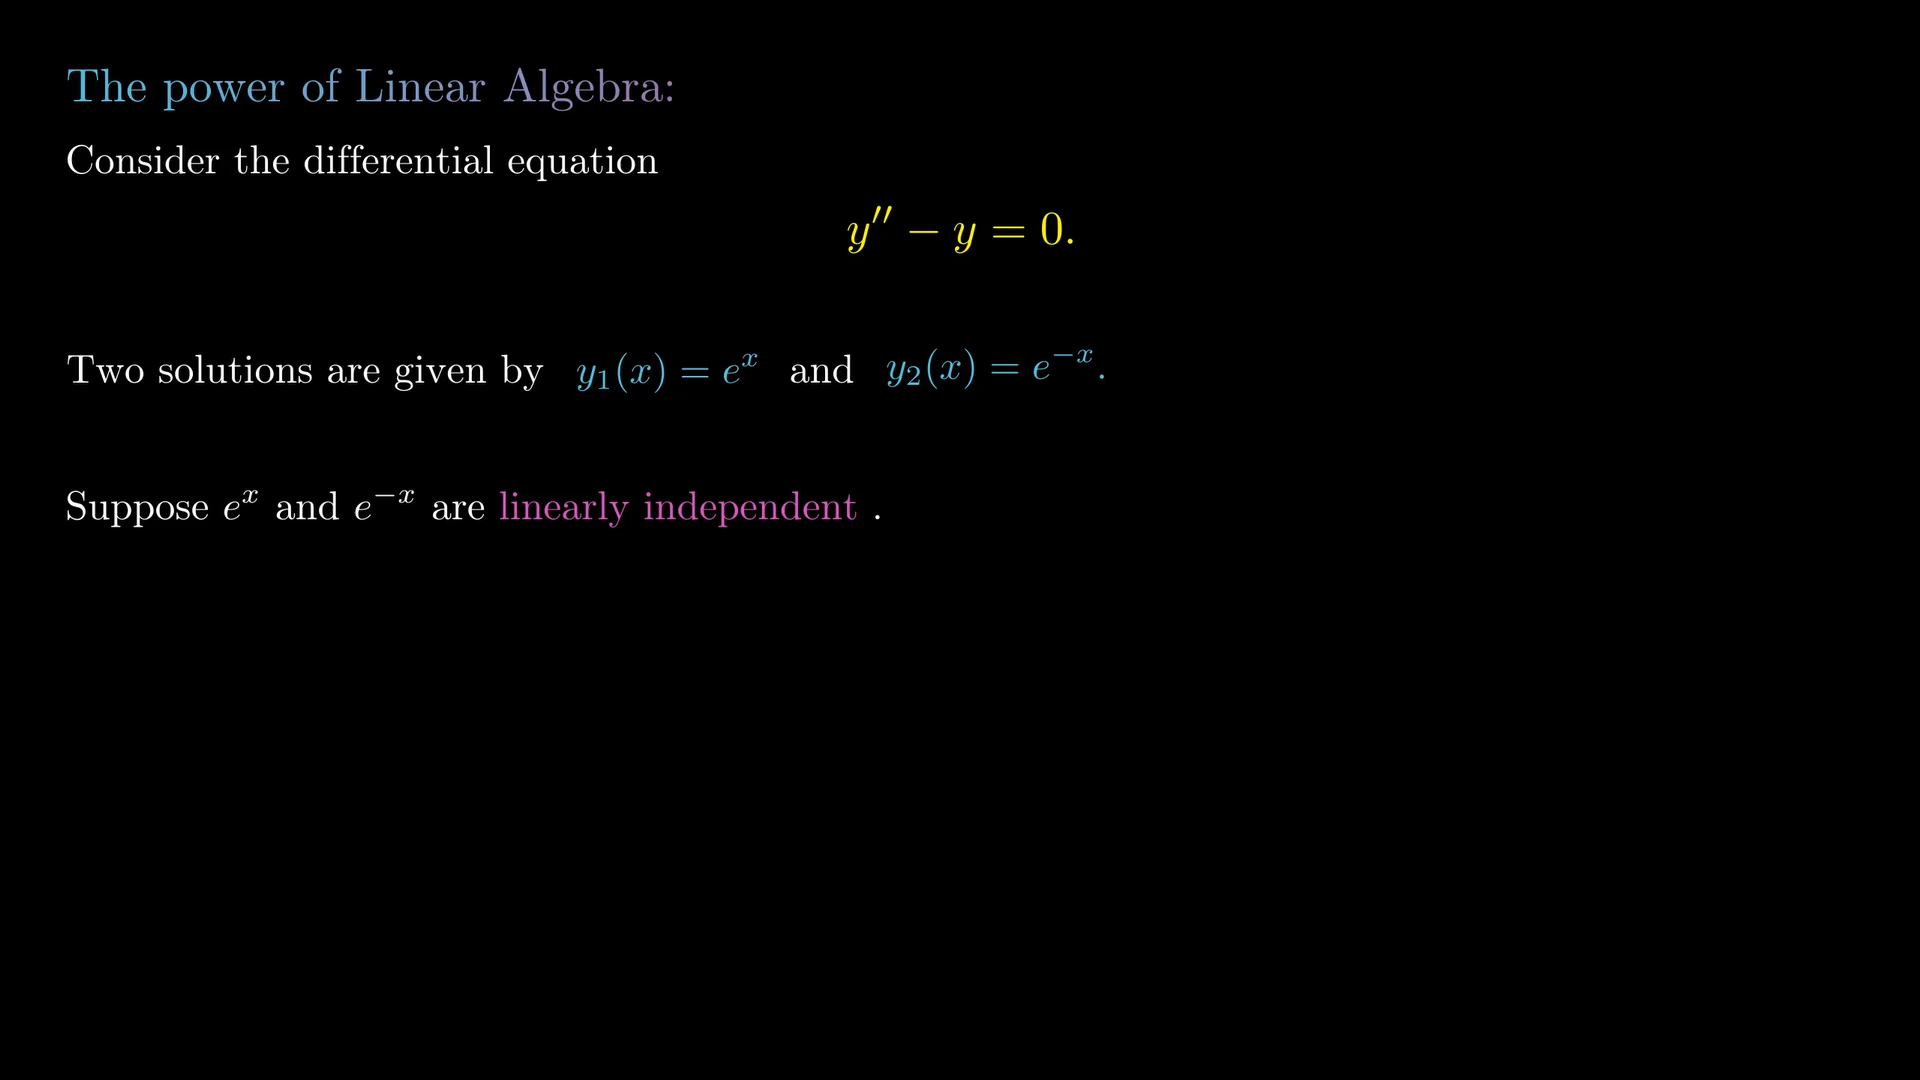 The power of Linear Algebra:
Consider the differential equation
y′′ − y = 0.
Two solutions are given by y₁(x) = eˣ and y₂(x) = e⁻ˣ.
Suppose eˣ and e⁻ˣ are linearly independent .